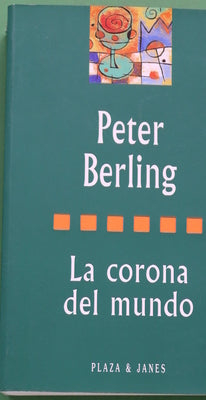 Peter
Berling
La corona
del mundo
PLAZA & JANES